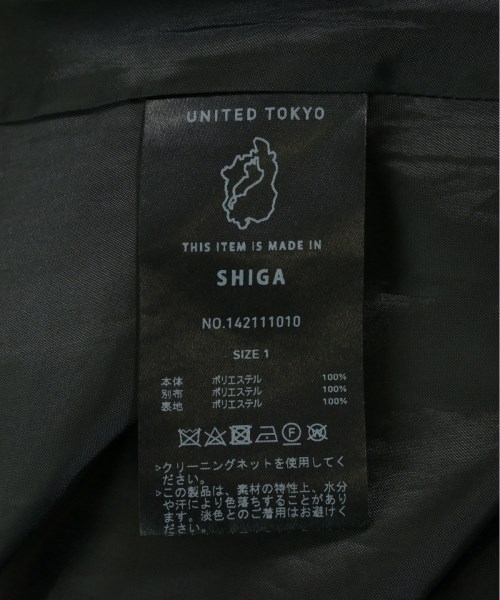 UNITED TOKYO
THIS ITEM IS MADE IN
SHIGA
NO.142111010
SIZE 1
本体 ポリエステル 100%
別布 ポリエステル 100%
裏地 ポリエステル 100%
>クリーニングネットを使用してく
ださい。
>この製品は、素材の特性上、水分
や汗により色落ちすることがあり
ます。淡色とのご着用はお避けく
ださい。